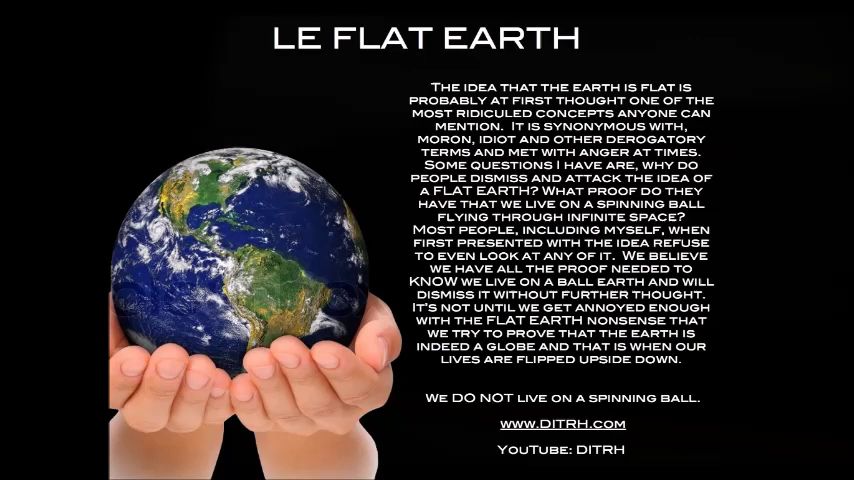 LE FLAT EARTH
THE IDEA THAT THE EARTH IS FLAT IS
PROBABLY AT FIRST THOUGHT ONE OF THE
MOST RIDICULED CONCEPTS ANYONE CAN
MENTION. IT IS SYNONYMOUS WITH,
MORON, IDIOT AND OTHER DEROGATORY
TERMS AND MET WITH ANGER AT TIMES.
SOME QUESTIONS I HAVE ARE, WHY DO
PEOPLE DISMISS AND ATTACK THE IDEA OF
A FLAT EARTH? WHAT PROOF DO THEY
HAVE THAT WE LIVE ON A SPINNING BALL
FLYING THROUGH INFINITE SPACE?
MOST PEOPLE, INCLUDING MYSELF, WHEN
FIRST PRESENTED WITH THE IDEA REFUSE
TO EVEN LOOK AT ANY OF IT. WE BELIEVE
WE HAVE ALL THE PROOF NEEDED TO
KNOW WE LIVE ON A BALL EARTH AND WILL
DISMISS IT WITHOUT FURTHER THOUGHT.
IT'S NOT UNTIL WE GET ANNOYED ENOUGH
WITH THE FLAT EARTH NONSENSE THAT
WE TRY TO PROVE THAT THE EARTH IS
INDEED A GLOBE AND THAT IS WHEN OUR
LIVES ARE FLIPPED UPSIDE DOWN.
WE DO NOT LIVE ON A SPINNING BALL.
WWW.DITRH.COM
YOUTUBE: DITRH